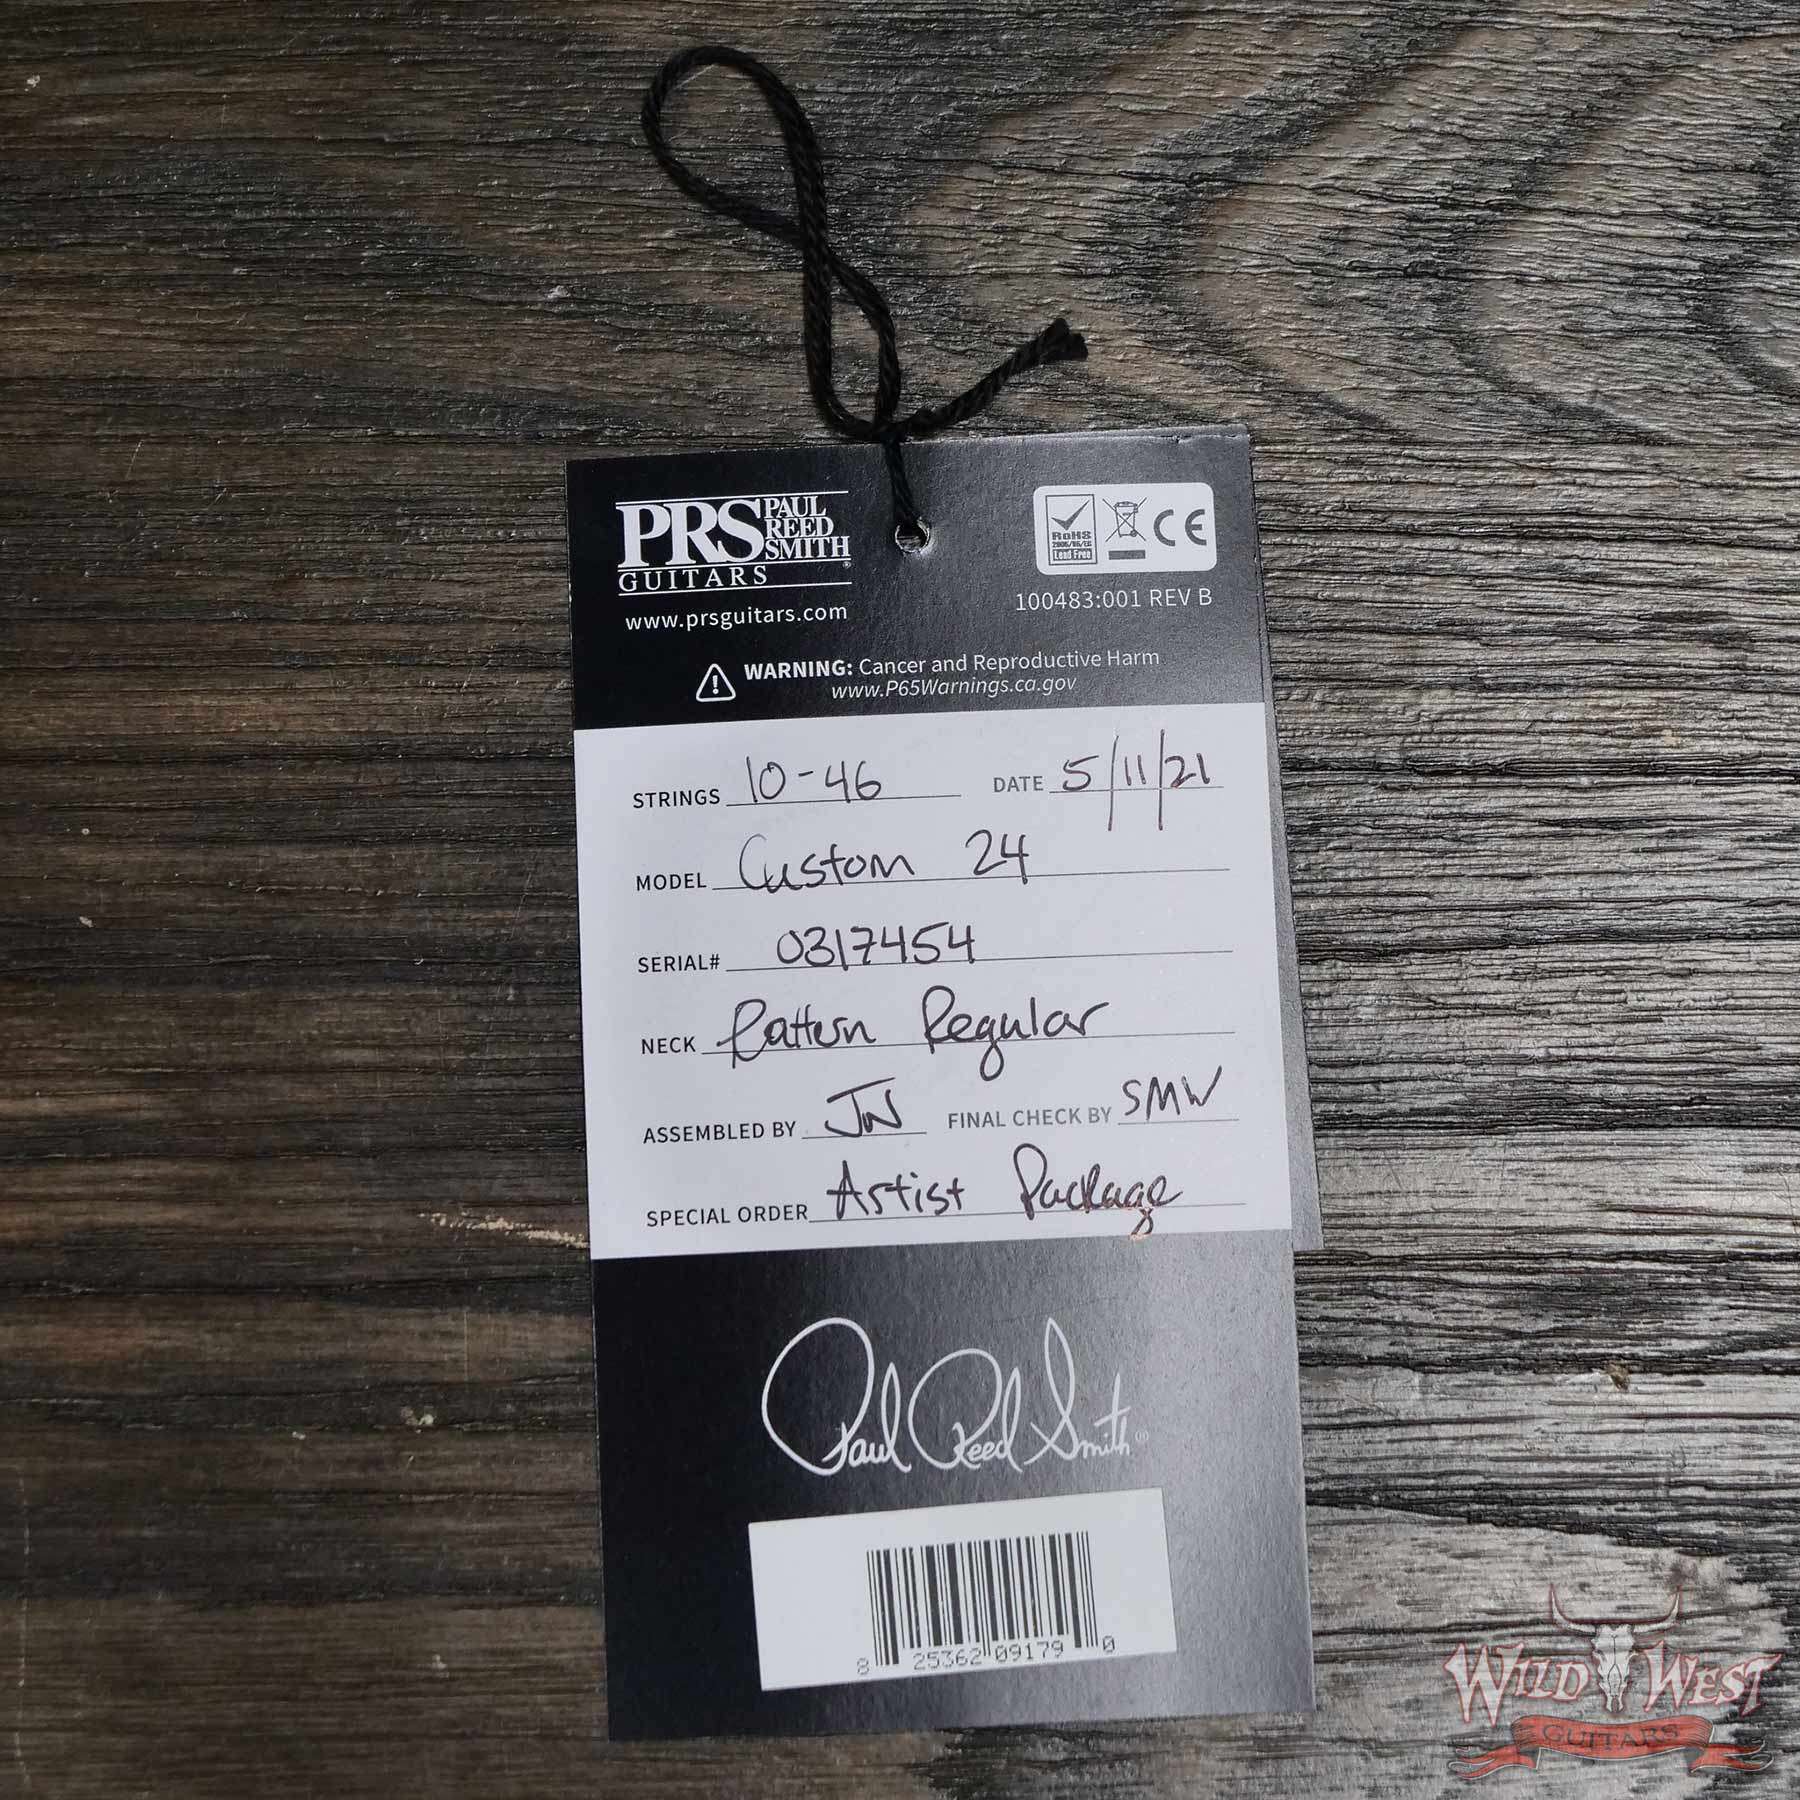 PRS PAUL REED SMITH
GUITARS®
www.prsguitars.com
RoHS
2005/95/EC
Lead Free
CE
100483:001 REV B
WARNING: Cancer and Reproductive Harm
www.P65Warnings.ca.gov
STRINGS 10-46 DATE 5/11/21
MODEL Custom 24
SERIAL# 0317454
NECK Pattern Regular
ASSEMBLED BY JW FINAL CHECK BY SMW
SPECIAL ORDER Artist Package
Paul Reed Smith®
8 25362 09179 0
WILD WEST
GUITARS